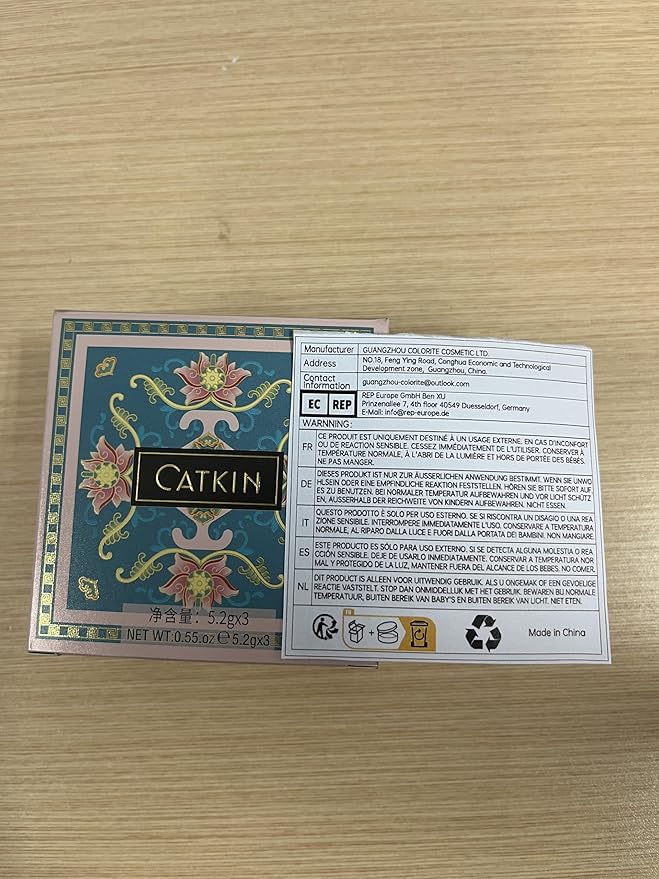 CATKIN
净含量：5.2gx3
NET WT:0.55oz ℮5.2gx3
Manufacturer GUANGZHOU COLORITE COSMETIC LTD.
Address NO.18, Feng Ying Road, Conghua Economic and Technological
Development zone, Guangzhou, China.
Contact
Information guangzhou-colorite@outlook.com
EC REP REP Europe GmbH Ben XU
Prinzenallee 7, 4th floor 40549 Duesseldorf, Germany
E-Mail: info@rep-europe.de
WARNNING:
FR CE PRODUIT EST UNIQUEMENT DESTINÉ À UN USAGE EXTERNE. EN CAS D'INCONFORT
OU DE REACTION SENSIBLE, CESSEZ IMMEDIATEMENT DE L'UTILISER. CONSERVER À
TEMPÉRATURE NORMALE, À L'ABRI DE LA LUMIÈRE ET HORS DE PORTÉE DES BÉBÉS.
NE PAS MANGER.
DE DIESES PRODUKT IST NUR ZUR ÄUSSERLICHEN ANWENDUNG BESTIMMT. WENN SIE UNWO
HLSEIN ODER EINE EMPFINDLICHE REAKTION FESTSTELLEN, HÖREN SIE BITTE SOFORT AUF
ES ZU BENUTZEN. BEI NORMALER TEMPERATUR AUFBEWAHREN UND VOR LICHT SCHÜTZ
EN, AUSSERHALB DER REICHWEITE VON KINDERN AUFBEWAHREN. NICHT ESSEN.
IT QUESTO PRODOTTO È SOLO PER USO ESTERNO. SE SI RISCONTRA UN DISAGIO O UNA REA
ZIONE SENSIBILE, INTERROMPERE IMMEDIATAMENTE L'USO, CONSERVARE A TEMPERATURA
NORMALE, AL RIPARO DALLA LUCE E FUORI DALLA PORTATA DEI BAMBINI. NON MANGIARE.
ES ESTE PRODUCTO ES SÓLO PARA USO EXTERNO. SI SE DETECTA ALGUNA MOLESTIA O REA
CCIÓN SENSIBLE, DEJE DE USARLO INMEDIATAMENTE. CONSERVAR A TEMPERATURA NOR
MAL Y PROTEGIDO DE LA LUZ, MANTENER FUERA DEL ALCANCE DE LOS BEBES. NO COMER.
NL DIT PRODUCT IS ALLEEN VOOR UITWENDIG GEBRUIK. ALS U ONGEMAK OF EEN GEVOELIGE
REACTIE VASTSTELT. STOP DAN ONMIDDELLIJK MET HET GEBRUIK. BEWAREN BIJ NORMALE
TEMPERATUUR, BUITEN BEREIK VAN BABY'S EN BUITEN BEREIK VAN LICHT. NIET ETEN.
FR
Made in China